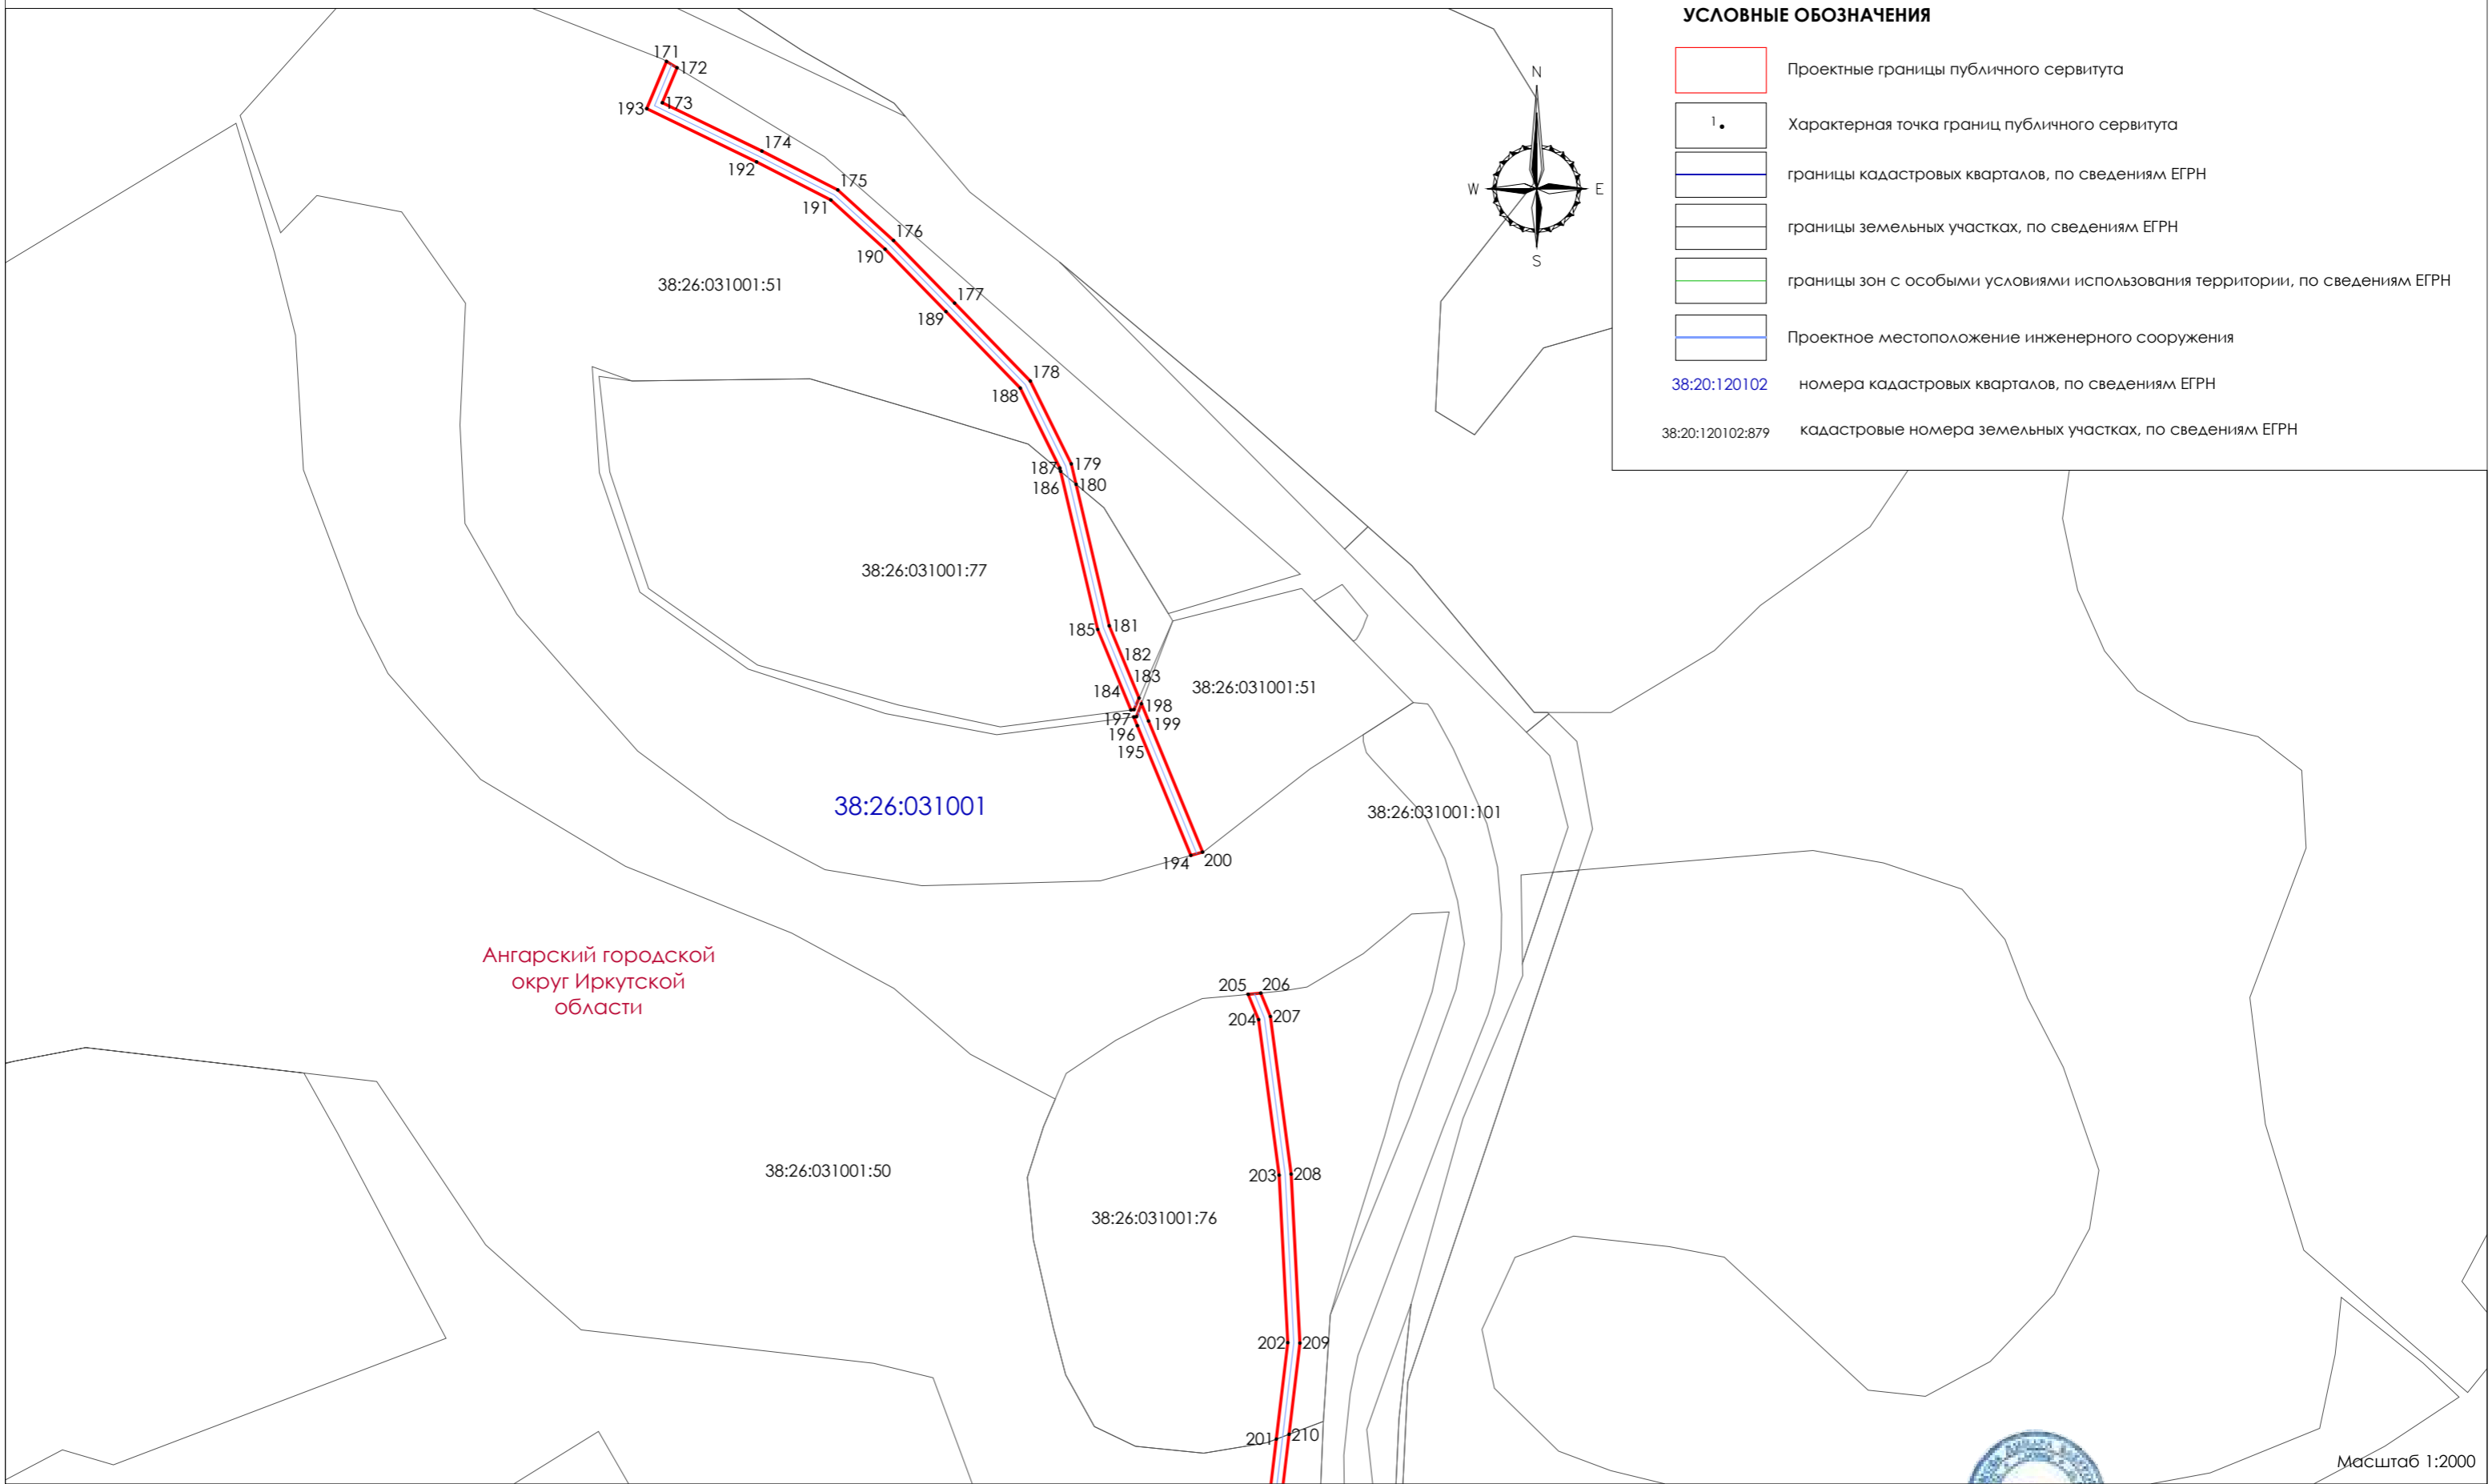 УСЛОВНЫЕ ОБОЗНАЧЕНИЯ
Проектные границы публичного сервитута
1
Характерная точка границ публичного сервитута
границы кадастровых кварталов, по сведениям ЕГРН
границы земельных участках, по сведениям ЕГРН
границы зон с особыми условиями использования территории, по сведениям ЕГРН
Проектное местоположение инженерного сооружения
38:20:120102 номера кадастровых кварталов, по сведениям ЕГРН
38:20:120102:879 кадастровые номера земельных участках, по сведениям ЕГРН
N
W
E
S
171
172
193
173
174
192
175
191
176
190
38:26:031001:51
177
189
178
188
179
187
180
186
38:26:031001:77
181
185
182
183
38:26:031001:51
184
198
197
199
196
195
38:26:031001
38:26:031001:101
194
200
Ангарский городской
округ Иркутской
области
205
206
204
207
203
208
38:26:031001:50
38:26:031001:76
202
209
201
210
Масштаб 1:2000